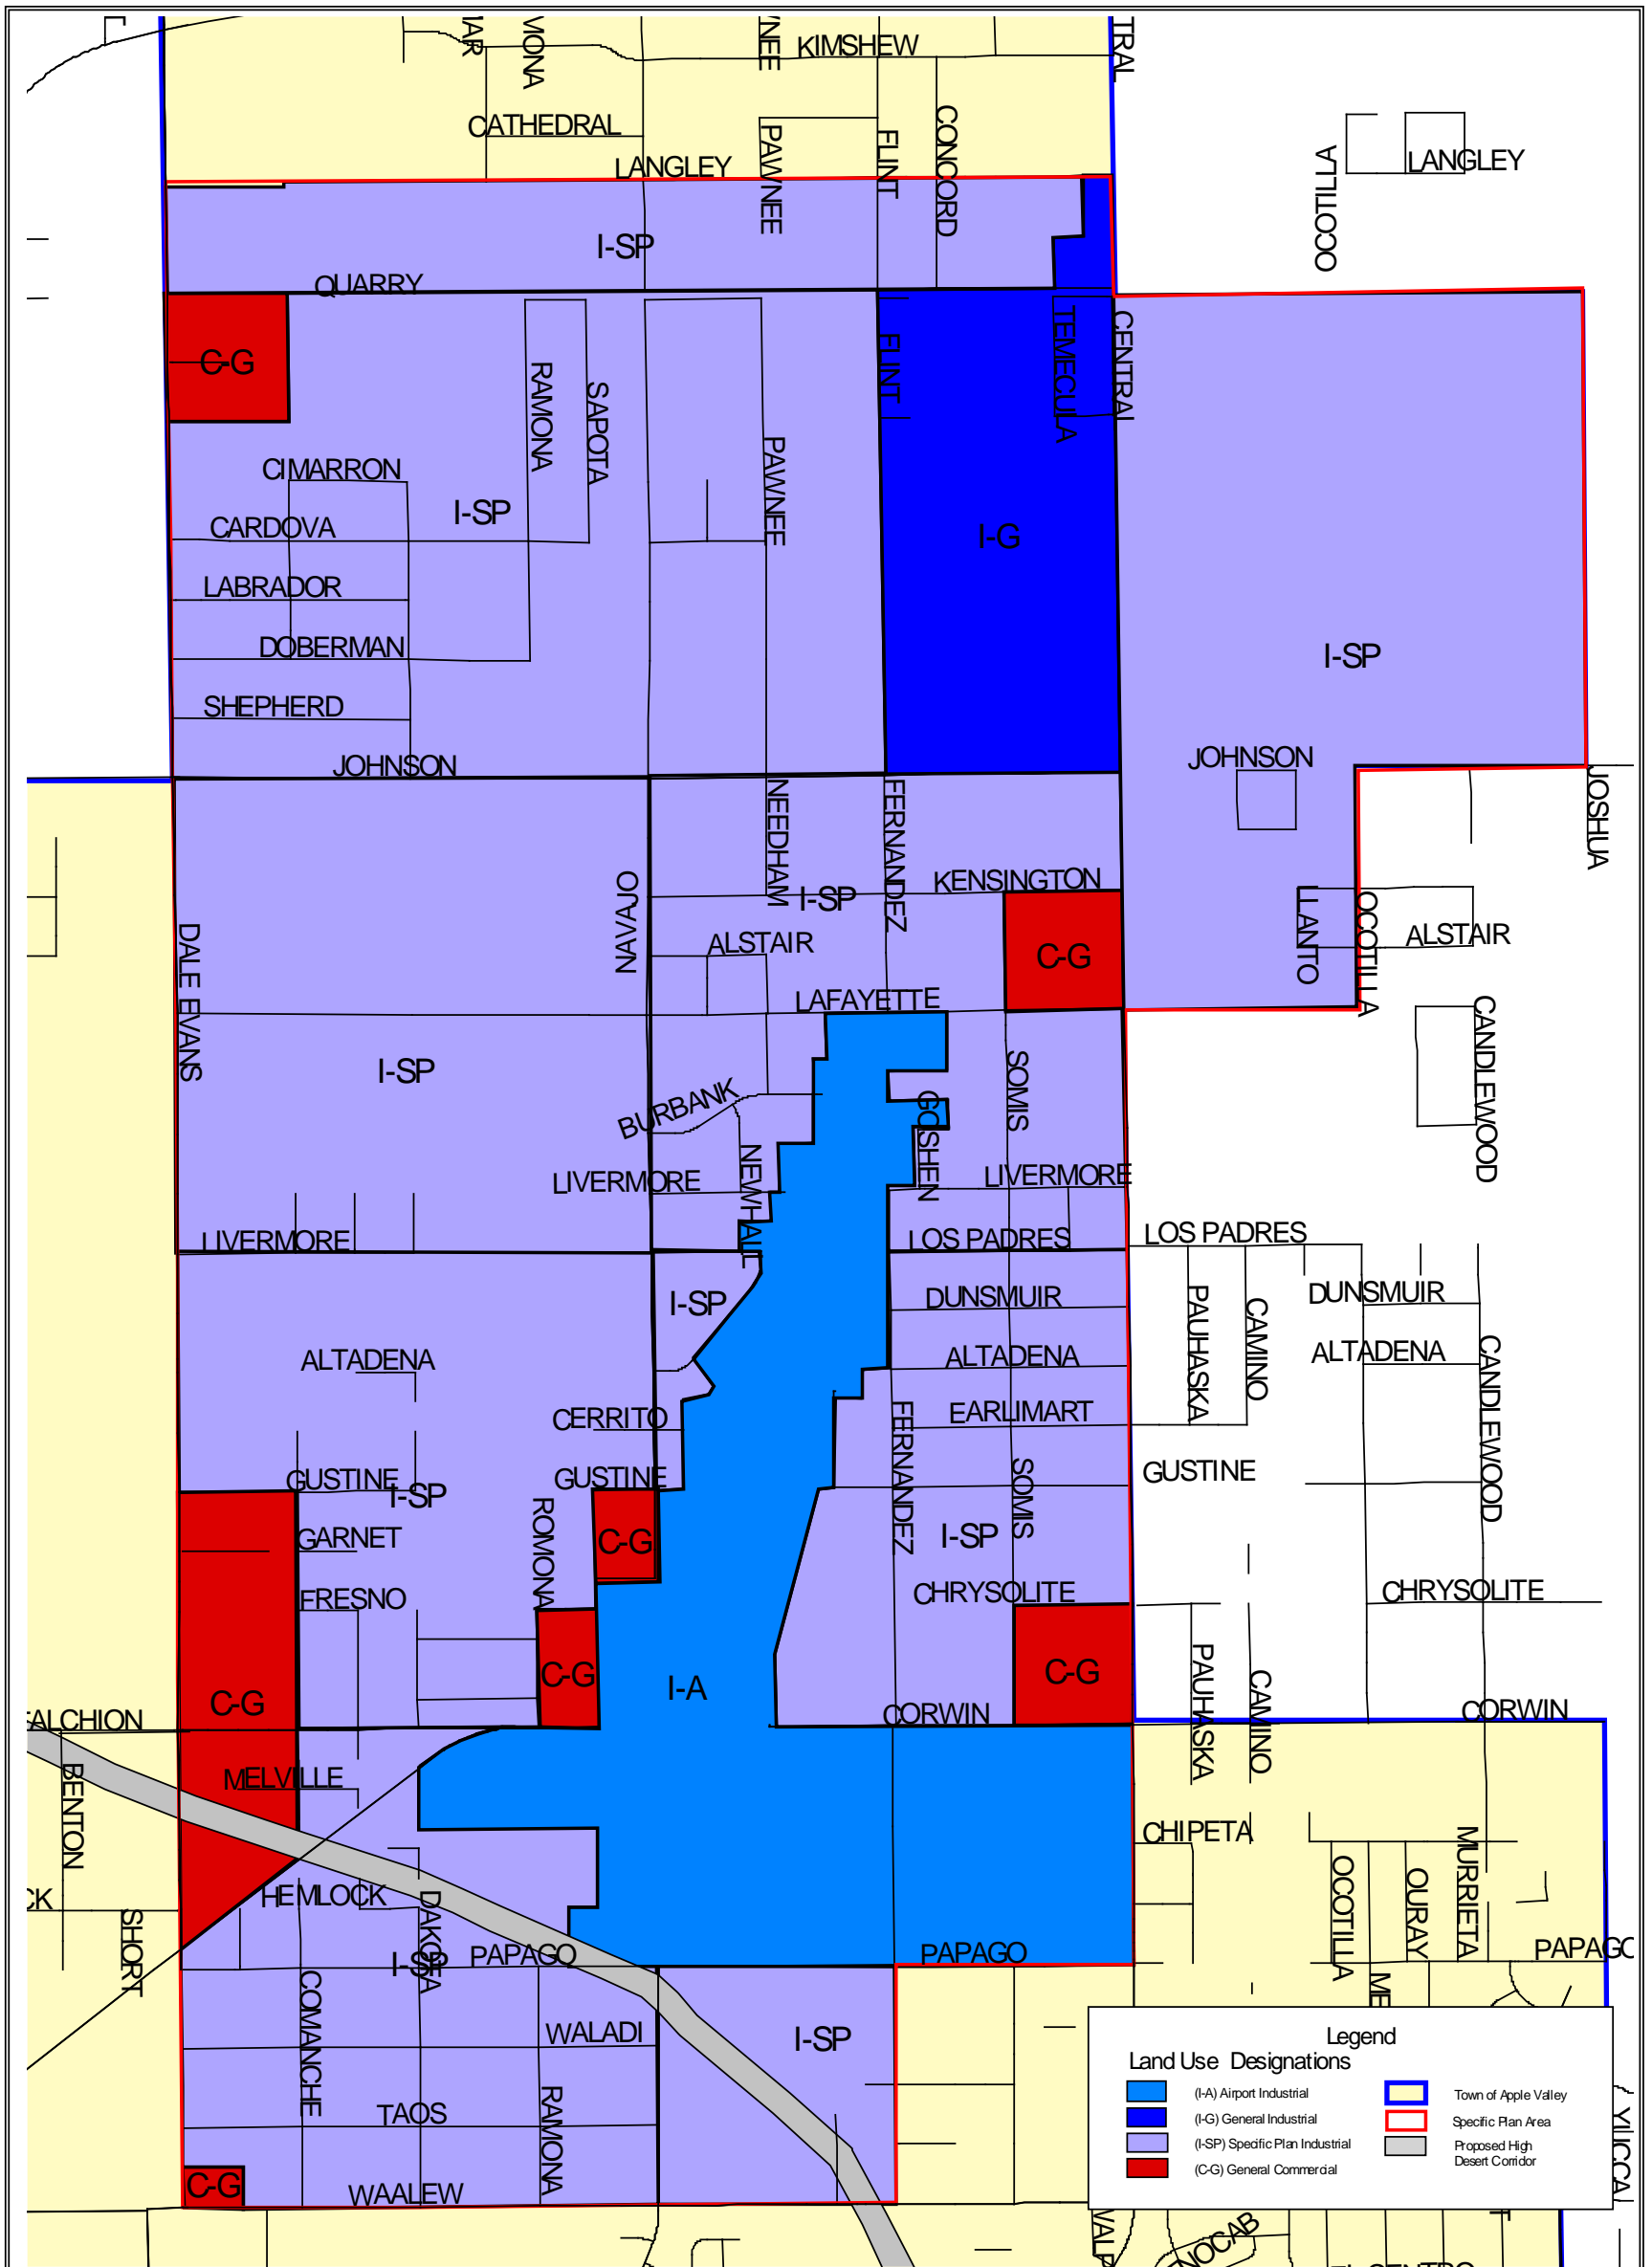 KIMSHEW
CATHEDRAL
LANGLEY
PAWNEE
FLINT
CONCORD
OCOTILLA
LANGLEY
I-SP
QUARRY
C-G
RAMONA
SAPOTA
PAWNEE
FLINT
TEMECULA
CENTRAL
CIMARRON
I-SP
CARDOVA
I-G
LABRADOR
DOBERMAN
I-SP
SHEPHERD
JOHNSON
JOHNSON
JOSHUA
NEEDHAM
FERNANDEZ
NAVAJO
KENSINGTON
I-SP
LLANTO
OCOTILLA
ALSTAIR
DALE EVANS
ALSTAIR
C-G
LAFAYETTE
CANDLEWOOD
I-SP
SOMIS
BURBANK
GOSHEN
NEWHALL
LIVERMORE
LIVERMORE
LIVERMORE
LOS PADRES
LOS PADRES
I-SP
DUNSMUIR
DUNSMUIR
PAUHASKA
CAMINO
ALTADENA
ALTADENA
ALTADENA
CANDLEWOOD
CERRITO
EARLIMART
FERNANDEZ
GUSTINE
GUSTINE
GUSTINE
I-SP
SOMIS
ROMONA
GARNET
C-G
I-SP
FRESNO
CHRYSOLITE
CHRYSOLITE
C-G
C-G
I-A
C-G
PAUHASKA
CAMINO
ALCHION
CORWIN
CORWIN
BENTON
MELVILLE
CHIPETA
MURRIETA
OCOTILLA
OURAY
CK
HEMLOCK
DAKOTA
SHORT
I-SP
PAPAGO
PAPAGO
PAPAGO
COMANCHE
ME
WALADI
I-SP
TAOS
RAMONA
C-G
WAALEW
YUCCA
Legend
Land Use Designations
(I-A) Airport Industrial
(I-G) General Industrial
(I-SP) Specific Plan Industrial
(C-G) General Commercial
Town of Apple Valley
Specific Plan Area
Proposed High
Desert Corridor